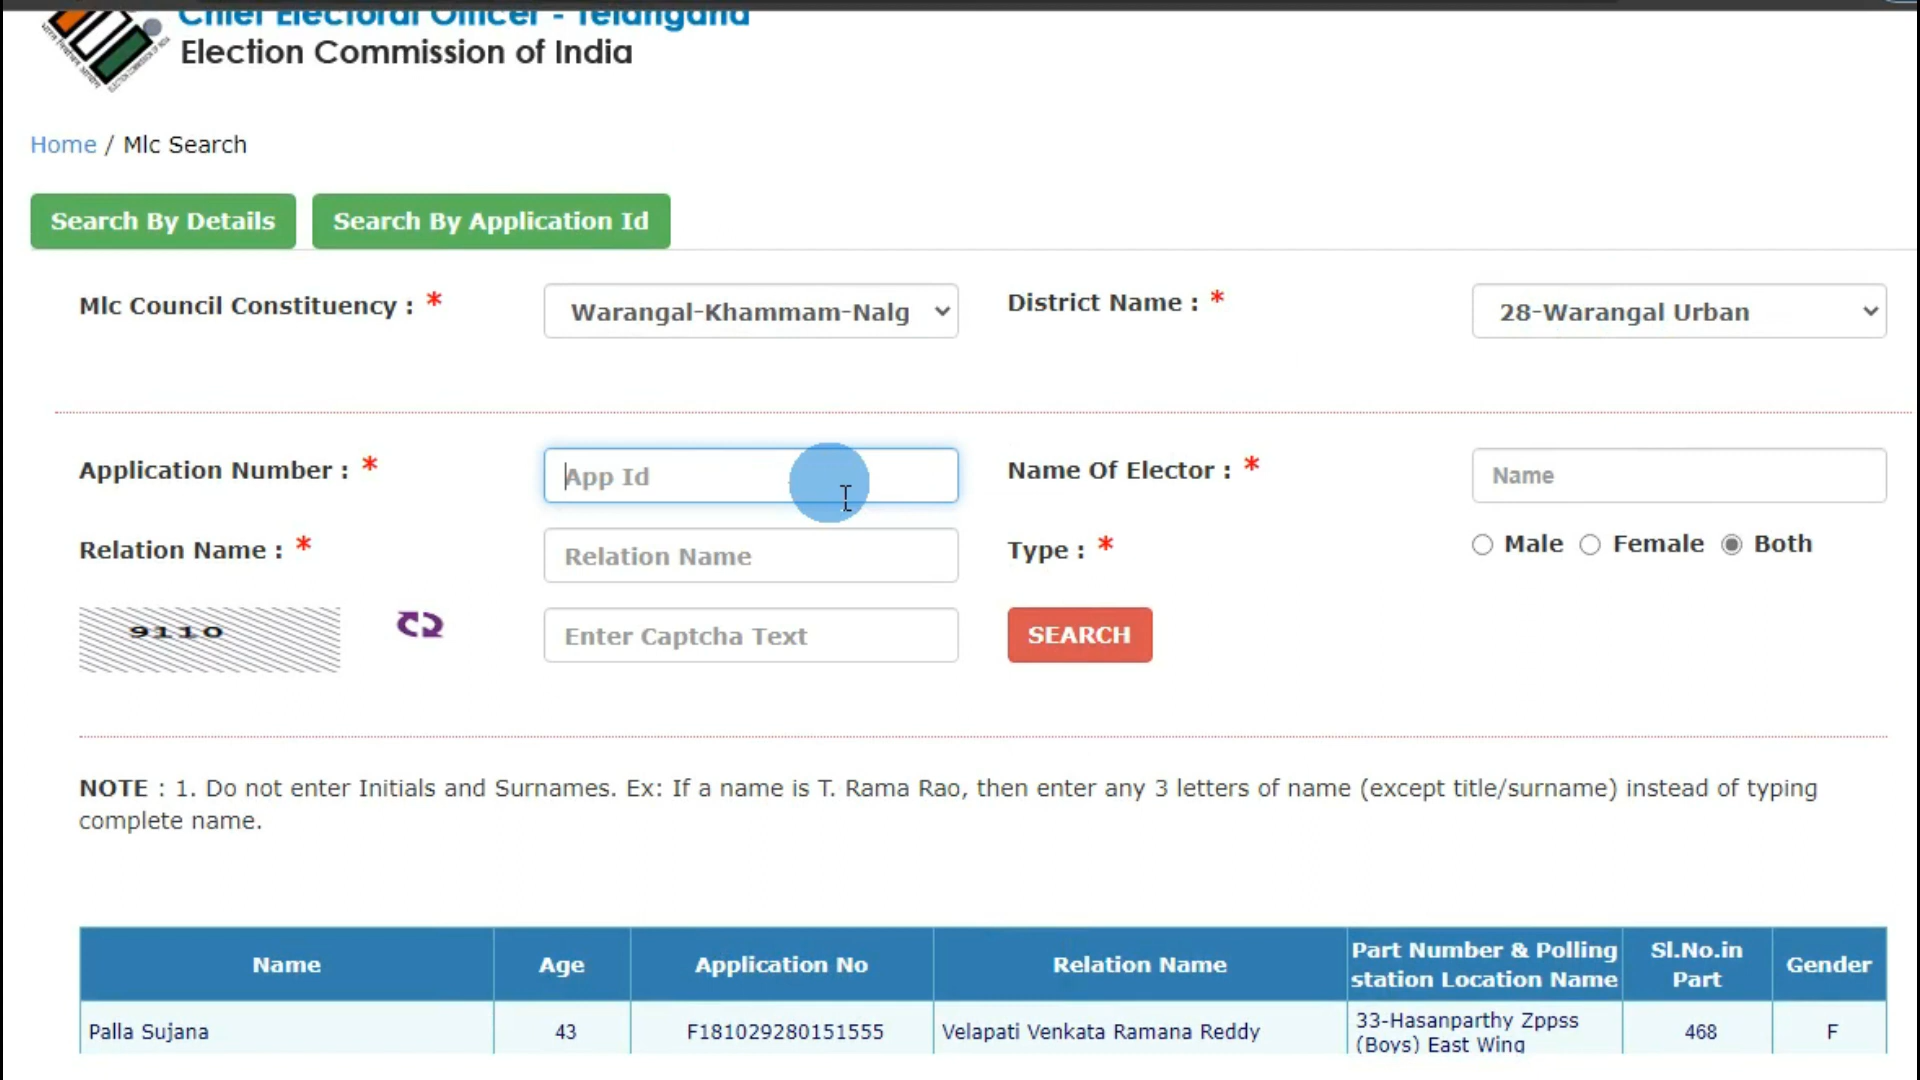 Chief Electoral Officer - Telangana
Election Commission of India
Home / Mlc Search
Search By Details
Search By Application Id
Mlc Council Constituency : *
Warangal-Khammam-Nalg
District Name : *
28-Warangal Urban
Application Number : *
App Id
Name Of Elector : *
Name
Relation Name : *
Relation Name
Type : *
Male Female Both
9110
Enter Captcha Text
SEARCH
NOTE : 1. Do not enter Initials and Surnames. Ex: If a name is T. Rama Rao, then enter any 3 letters of name (except title/surname) instead of typing
complete name.
Name Age Application No Relation Name Part Number & Polling station Location Name Sl.No.in Part Gender
Palla Sujana 43 F181029280151555 Velapati Venkata Ramana Reddy 33-Hasanparthy Zppss (Boys) East Wing 468 F